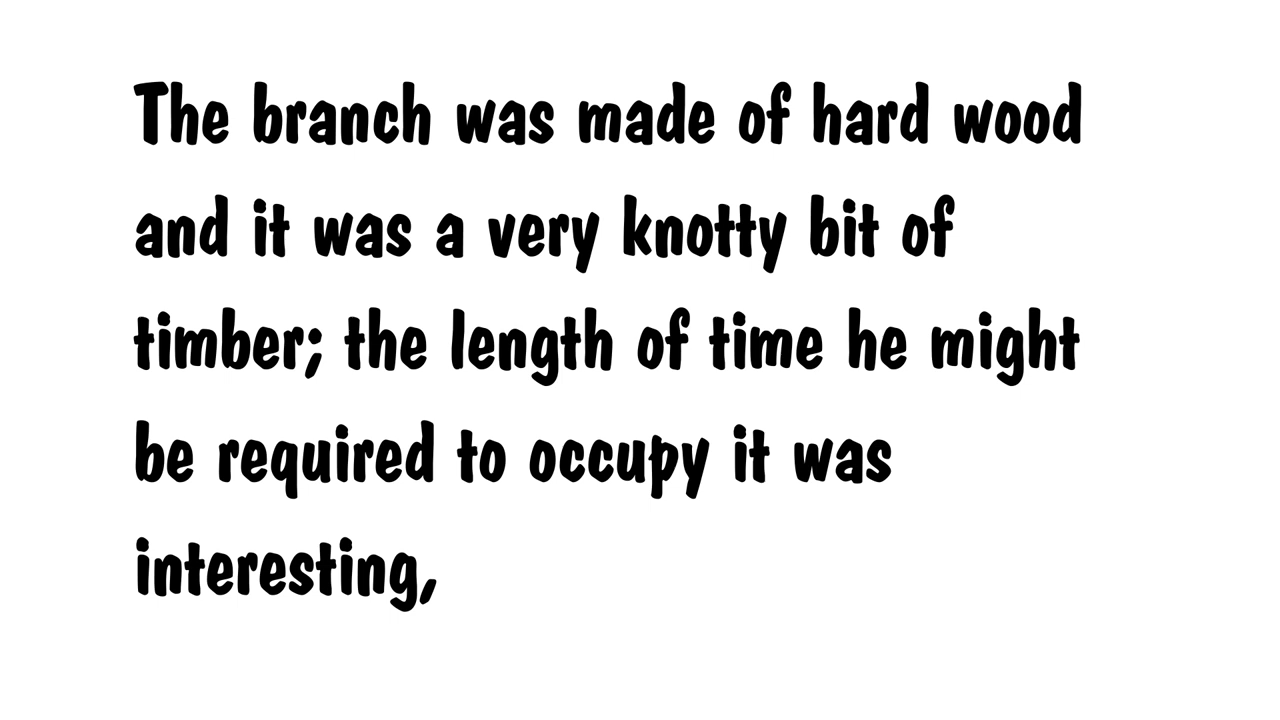 The branch was made of hard wood
and it was a very knotty bit of
timber; the length of time he might
be required to occupy it was
interesting,